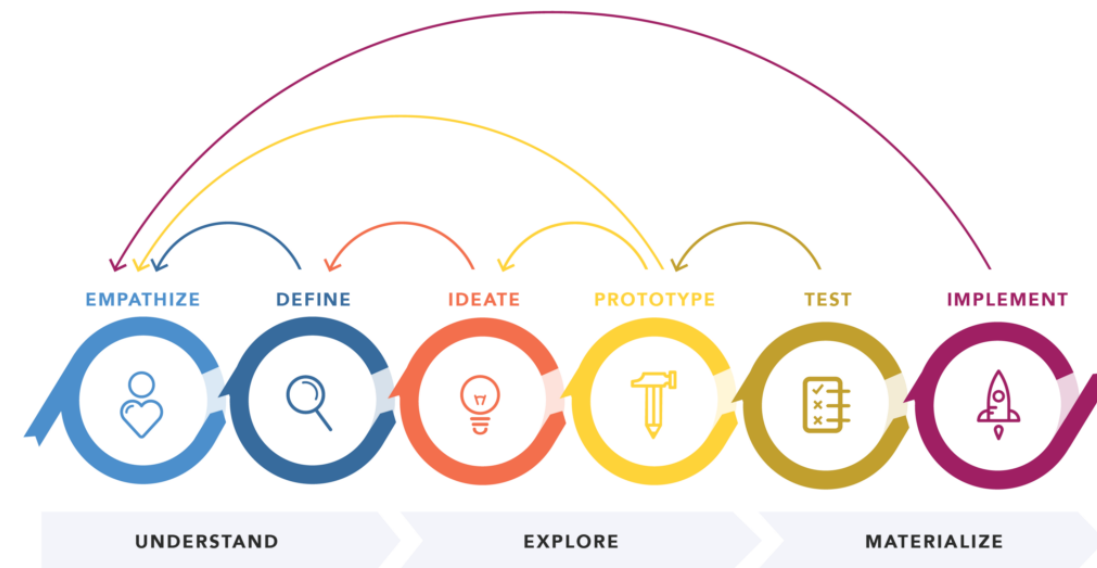 EMPATHIZE
DEFINE
IDEATE
PROTOTYPE
TEST
IMPLEMENT
UNDERSTAND
EXPLORE
MATERIALIZE